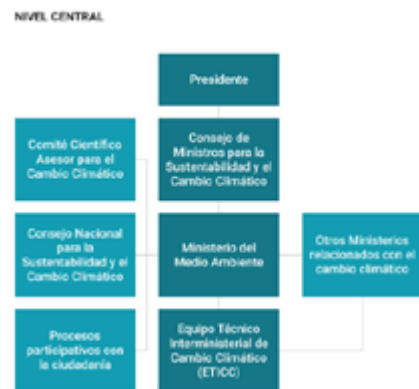 NIVEL CENTRAL
Presidente
Comité Científico
Asesor para el
Cambio Climático
Consejo de
Ministros para la
Sustentabilidad y el
Cambio Climático
Consejo Nacional
para la
Sustentabilidad y el
Cambio Climático
Ministerio del
Medio Ambiente
Otros Ministerios
relacionados con el
cambio climático
Procesos
participativos con
la ciudadanía
Equipo Técnico
Interministerial de
Cambio Climático
(ETICC)